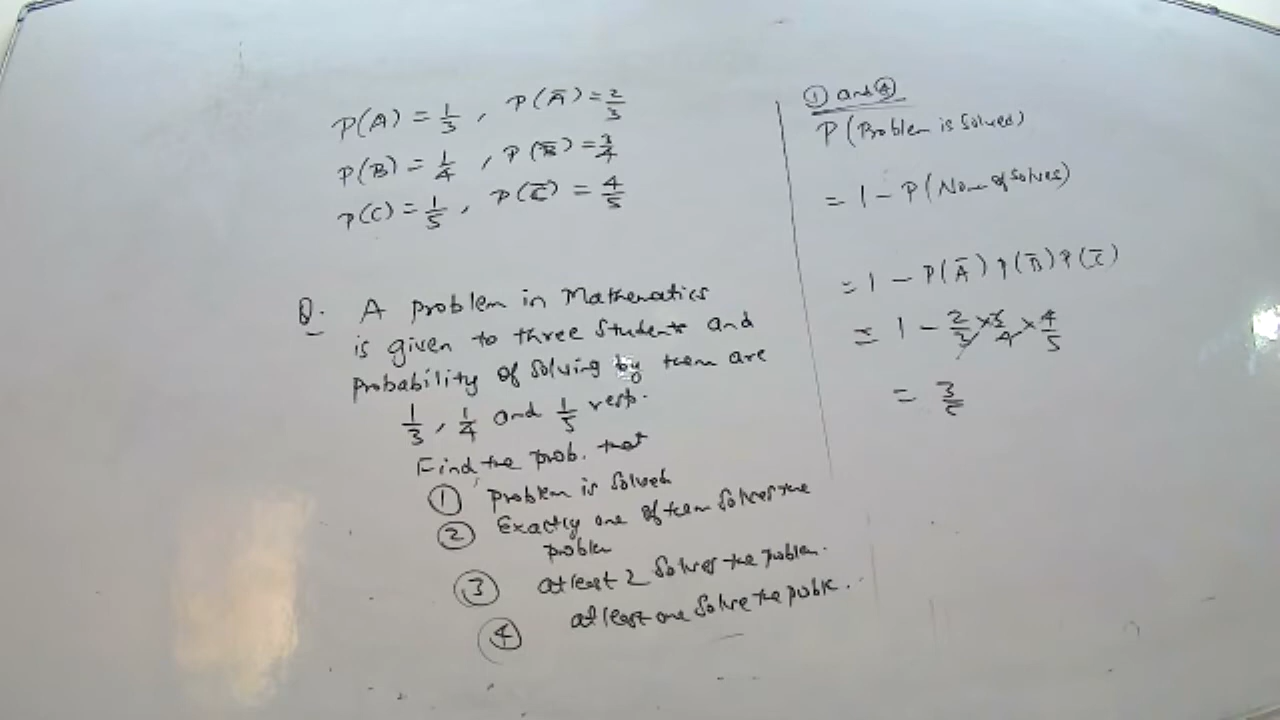 P(A) = 1/3 , P(Ā) = 2/3
P(B) = 1/4 , P(B̄) = 3/4
P(C) = 1/5 , P(C̄) = 4/5
Q. A problem in Mathematics
is given to three students and
probability of solving by them are
1/3 , 1/4 and 1/5 resp.
Find the prob. that
① Problem is solved
② Exactly one of them solves the
problem
③ at least 2 solves the problem.
④ at least one solve the
① and ④
P(Problem is solved)
= 1 - P(None of solves)
= 1 - P(Ā) P(B̄) P(C̄)
= 1 - 2/3 × 3/4 × 4/5
= 3/5